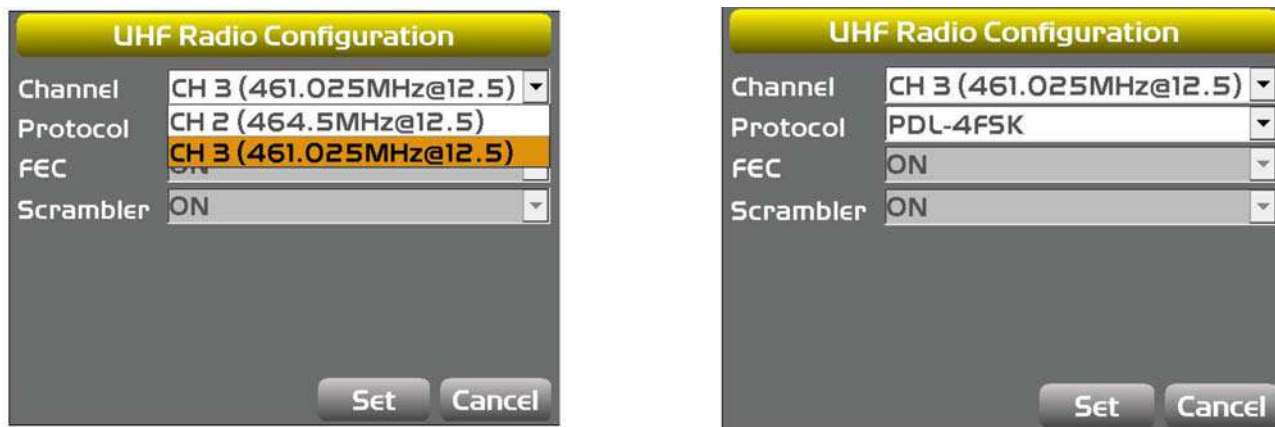 UHF Radio Configuration
Channel CH 3 (461.025MHz@12.5)
CH 2 (464.5MHz@12.5)
Protocol
CH 3 (461.025MHz@12.5)
FEC ON
Scrambler ON
Set Cancel
UHF Radio Configuration
Channel CH 3 (461.025MHz@12.5)
Protocol PDL-4FSK
FEC ON
Scrambler ON
Set Cancel